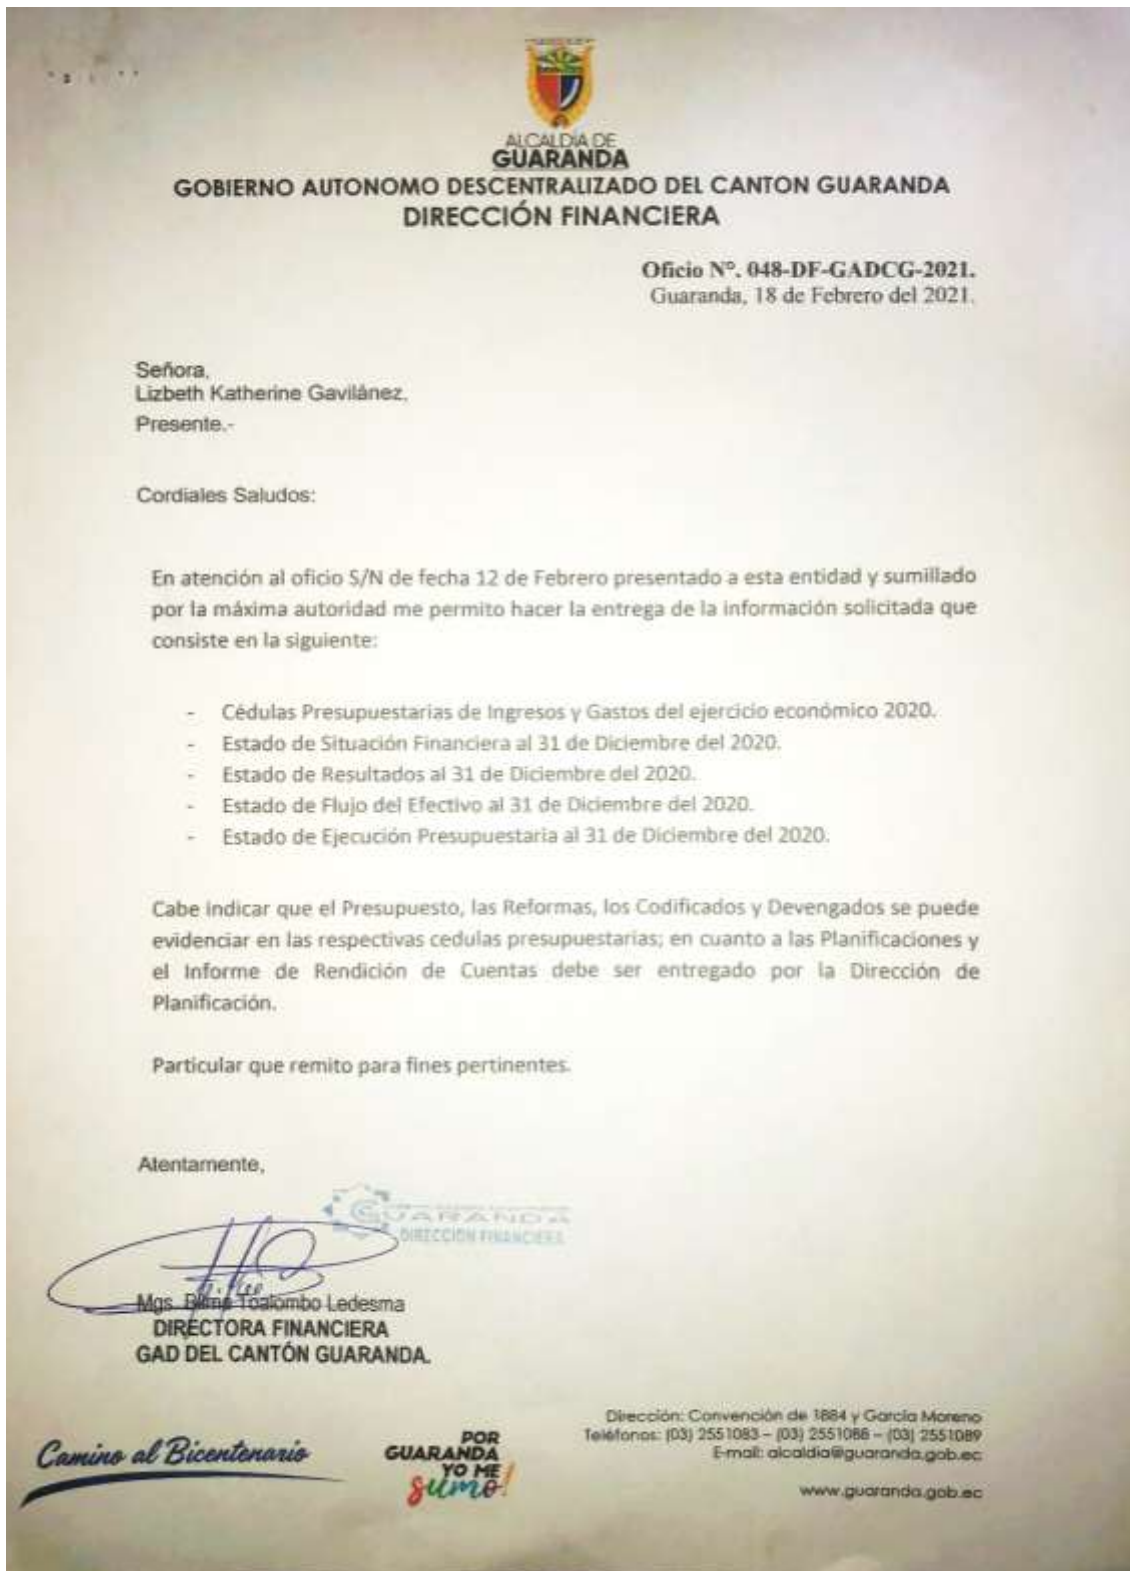 ALCALDÍA DE
GUARANDA
GOBIERNO AUTONOMO DESCENTRALIZADO DEL CANTON GUARANDA
DIRECCIÓN FINANCIERA
Oficio N°. 048-DF-GADCG-2021.
Guaranda, 18 de Febrero del 2021.
Señora,
Lizbeth Katherine Gavilánez,
Presente.-
Cordiales Saludos:
En atención al oficio S/N de fecha 12 de Febrero presentado a esta entidad y sumillado
por la máxima autoridad me permito hacer la entrega de la información solicitada que
consiste en la siguiente:
- Cédulas Presupuestarias de Ingresos y Gastos del ejercicio económico 2020.
- Estado de Situación Financiera al 31 de Diciembre del 2020.
- Estado de Resultados al 31 de Diciembre del 2020.
- Estado de Flujo del Efectivo al 31 de Diciembre del 2020.
- Estado de Ejecución Presupuestaria al 31 de Diciembre del 2020.
Cabe indicar que el Presupuesto, las Reformas, los Codificados y Devengados se puede
evidenciar en las respectivas cedulas presupuestarias; en cuanto a las Planificaciones y
el Informe de Rendición de Cuentas debe ser entregado por la Dirección de
Planificación.
Particular que remito para fines pertinentes.
Atentamente,
GUARANDA
DIRECCIÓN FINANCIERA
Mgs. Toalombo Ledesma
DIRECTORA FINANCIERA
GAD DEL CANTÓN GUARANDA.
Camino al Bicentenario
POR
GUARANDA
YO ME
sumo!
Dirección: Convención de 1884 y García Moreno
Teléfonos: (03) 2551083 – (03) 2551088 – (03) 2551089
E-mail: alcaldia@guaranda.gob.ec
www.guaranda.gob.ec